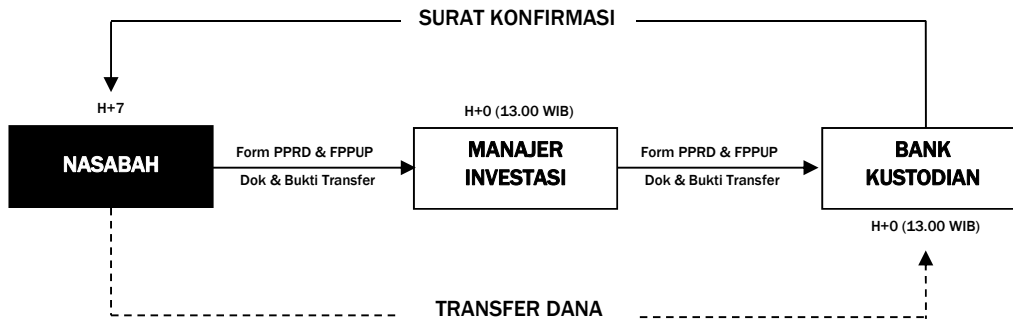 SURAT KONFIRMASI
H+7
H+0 (13.00 WIB)
NASABAH
Form PPRD & FPPUP
Dok & Bukti Transfer
MANAJER
INVESTASI
Form PPRD & FPPUP
Dok & Bukti Transfer
BANK
KUSTODIAN
H+0 (13.00 WIB)
TRANSFER DANA